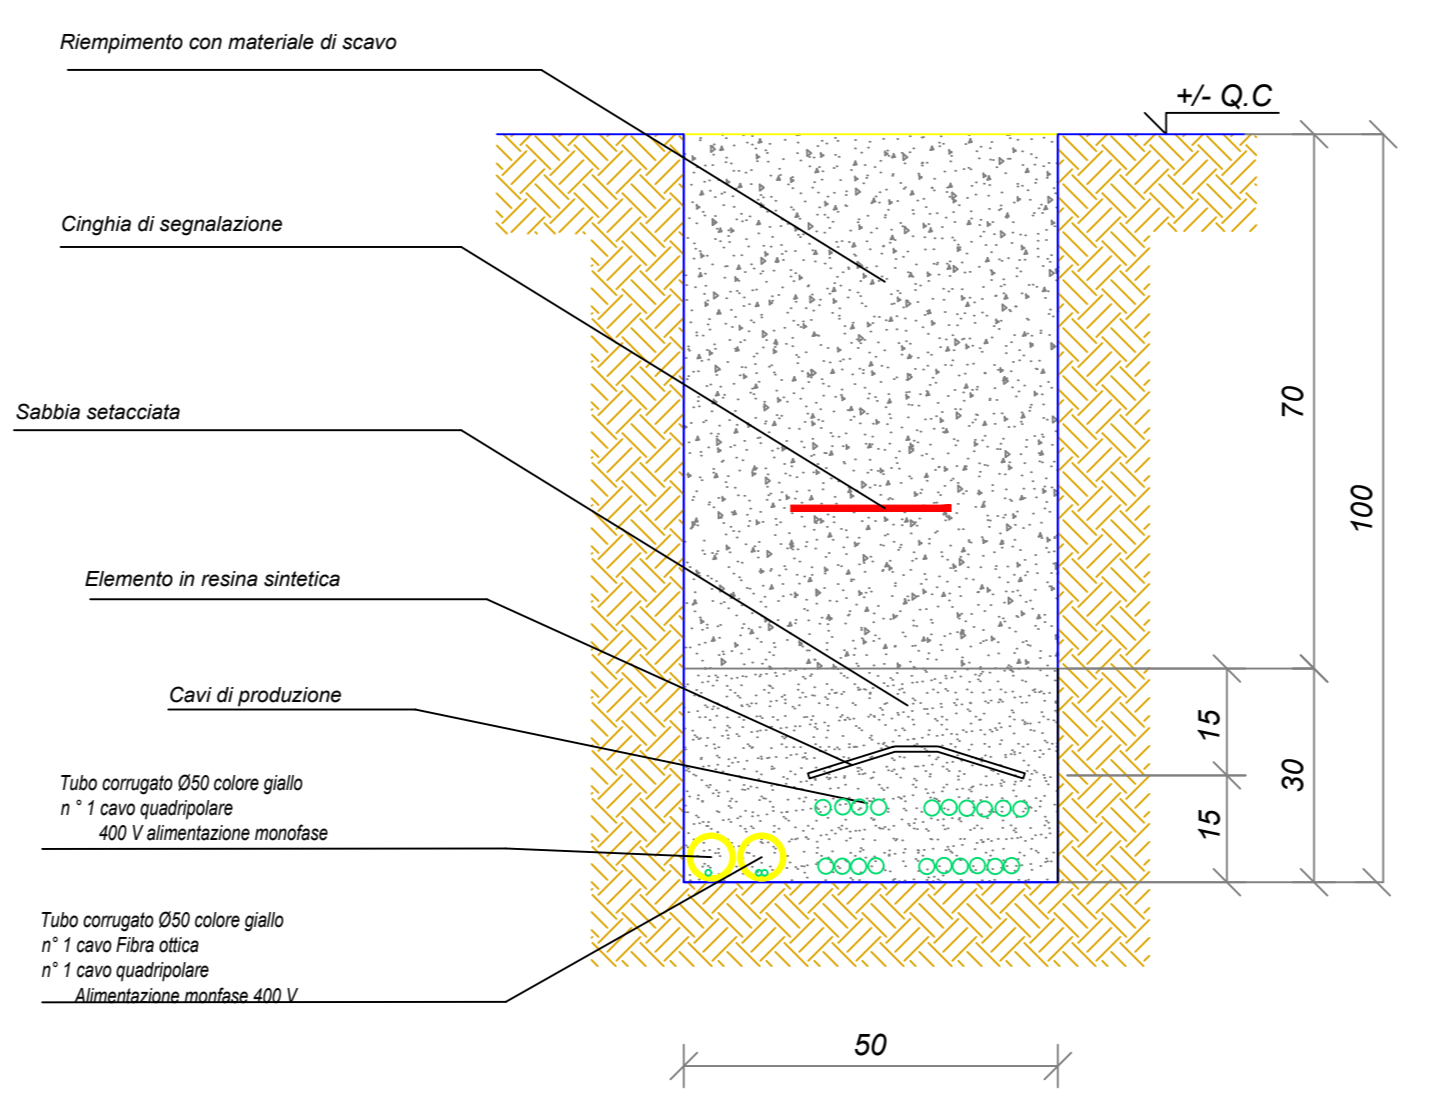 Riempimento con materiale di scavo
+/- Q.C
Cinghia di segnalazione
Sabbia setacciata
70
100
Elemento in resina sintetica
Cavi di produzione
15
30
15
Tubo corrugato Ø50 colore giallo
n ° 1 cavo quadripolare
400 V alimentazione monofase
Tubo corrugato Ø50 colore giallo
n° 1 cavo Fibra ottica
n° 1 cavo quadripolare
Alimentazione monfase 400 V
50